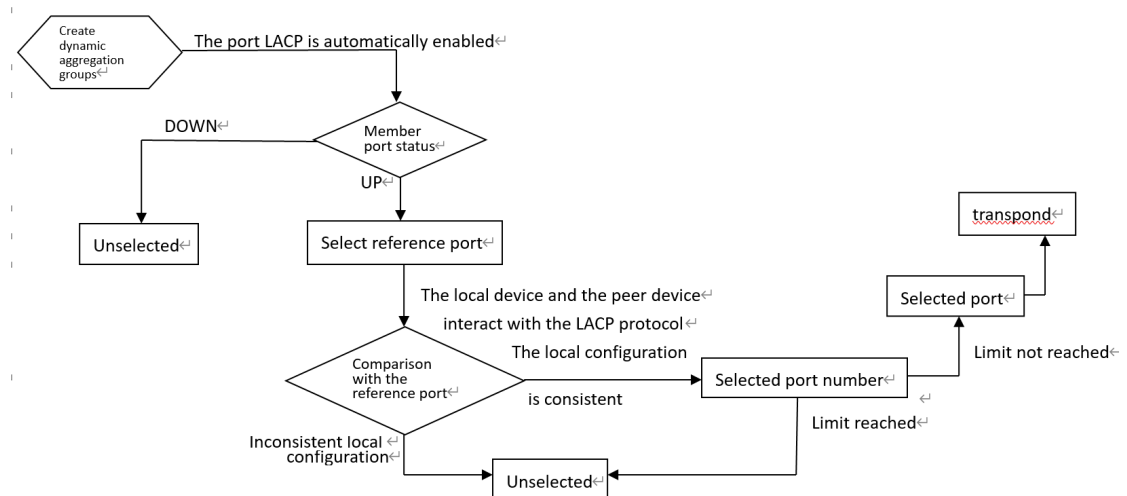 Create
dynamic
aggregation
groups
The port LACP is automatically enabled
DOWN
Member
port status
UP
Unselected
Select reference port
transpond
Selected port
The local device and the peer device
interact with the LACP protocol
The local configuration
is consistent
Comparison
with the
reference port
Selected port number
Limit not reached
Limit reached
Inconsistent local
configuration
Unselected